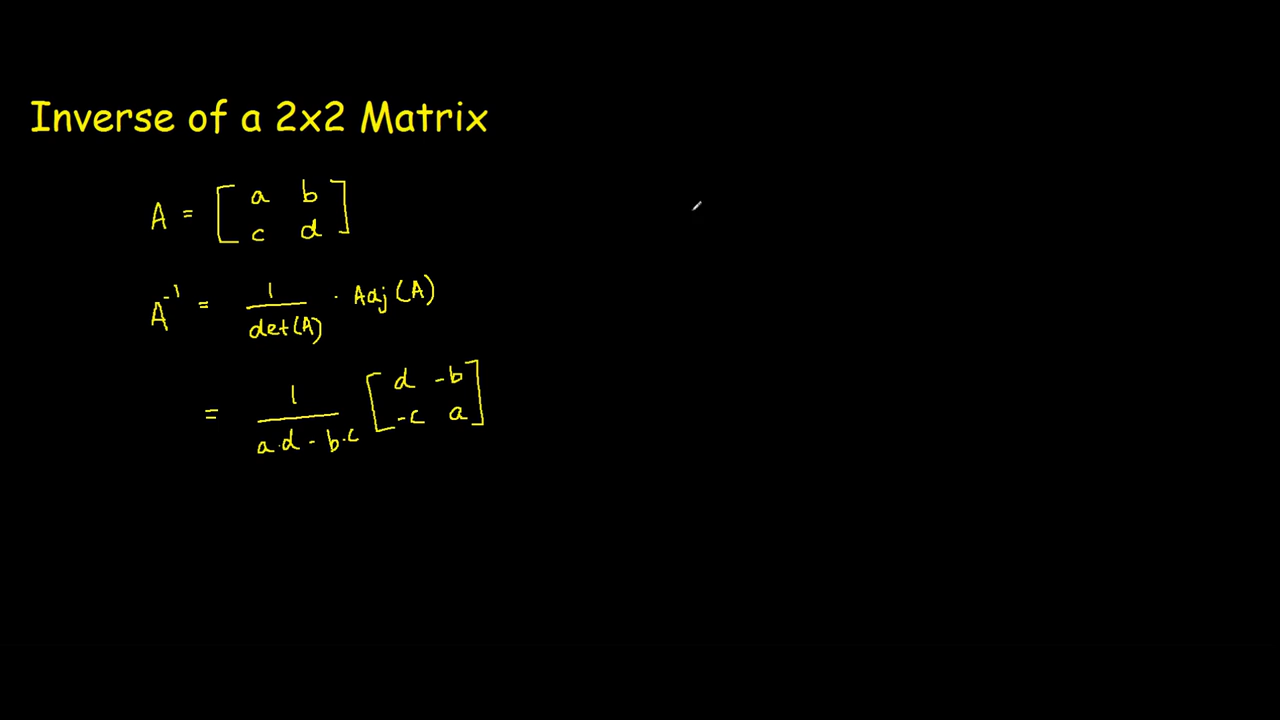 Inverse of a 2x2 Matrix
A = [ a b
c d ]
A⁻¹ = 1/det(A) · Adj(A)
= 1/(a·d - b·c) [ d -b
-c a ]